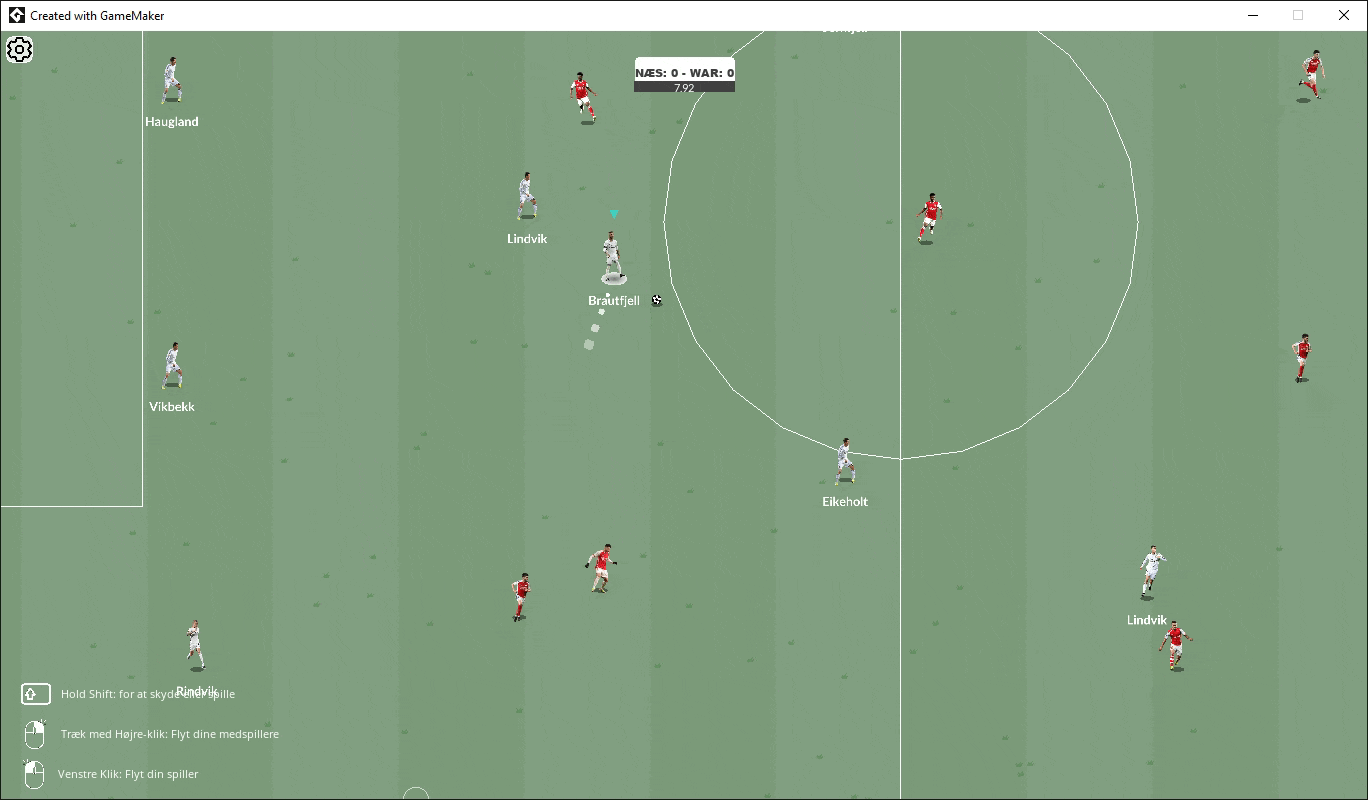 Created with GameMaker
NÆS: 0 - WAR: 0
7.92
Haugland
Lindvik
Brautfjell
Vikbekk
Eikeholt
Lindvik
Rindvik
Hold Shift: for at skyde eller spille
Træk med Højre-klik: Flyt dine medspillere
Venstre Klik: Flyt din spiller